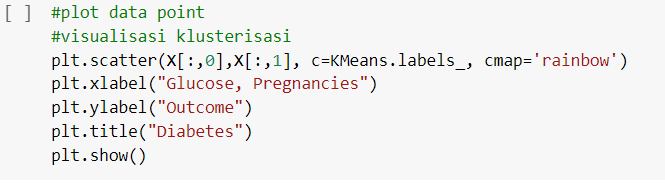 [ ] #plot data point
#visualisasi klusterisasi
plt.scatter(X[:,0],X[:,1], c=KMeans.labels_, cmap='rainbow')
plt.xlabel("Glucose, Pregnancies")
plt.ylabel("Outcome")
plt.title("Diabetes")
plt.show()